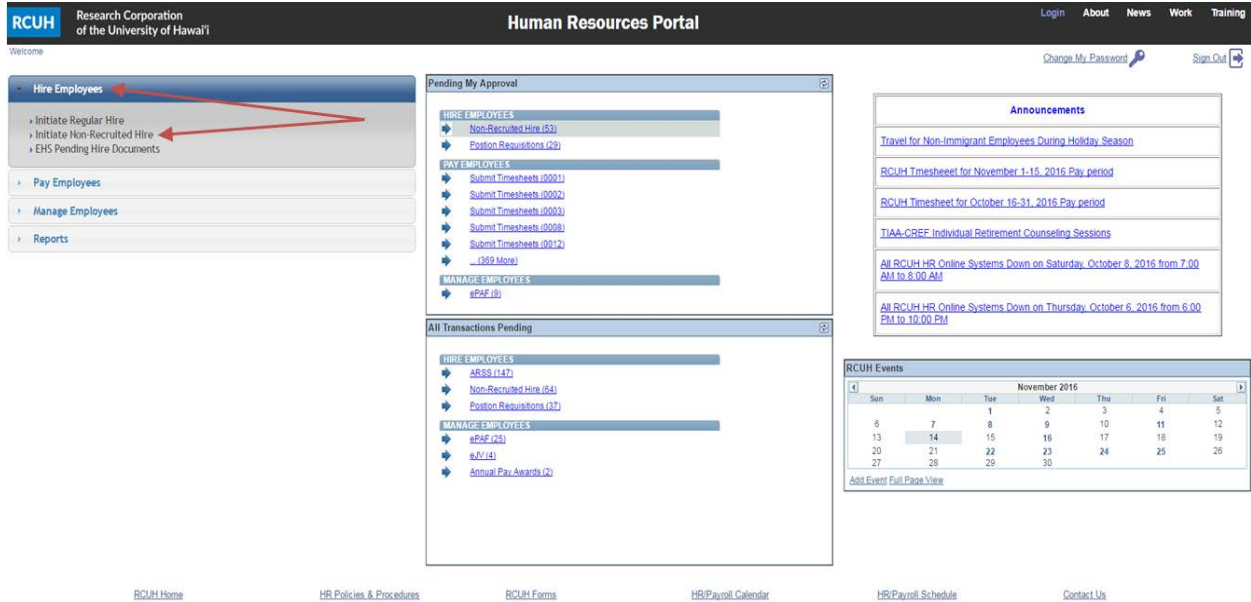 RCUH
Research Corporation
of the University of Hawai'i
Human Resources Portal
Login About News Work Training
Welcome
Change My Password
Sign Out
Hire Employees
Initiate Regular Hire
Initiate Non-Recruited Hire
EHS Pending Hire Documents
Pay Employees
Manage Employees
Reports
Pending My Approval
HIRE EMPLOYEES
Non-Recruited Hire (53)
Postion Requisitions (29)
PAY EMPLOYEES
Submit Timesheets (0001)
Submit Timesheets (0002)
Submit Timesheets (0003)
Submit Timesheets (0008)
Submit Timesheets (0012)
... (369 More)
MANAGE EMPLOYEES
ePAF (9)
All Transactions Pending
HIRE EMPLOYEES
ARSS (147)
Non-Recruited Hire (64)
Postion Requisitions (37)
MANAGE EMPLOYEES
ePAF (25)
eJV (4)
Annual Pay Awards (2)
Announcements
Travel for Non-Immigrant Employees During Holiday Season
RCUH Tmesheeet for November 1-15, 2016 Pay period
RCUH Timesheet for October 16-31, 2016 Pay period
TIAA-CREF Individual Retirement Counseling Sessions
All RCUH HR Online Systems Down on Saturday, October 8, 2016 from 7:00
AM to 8:00 AM
All RCUH HR Online Systems Down on Thursday, October 6, 2016 from 6:00
PM to 10:00 PM
RCUH Events
November 2016
Sun Mon Tue Wed Thu Fri Sat
1 2 3 4 5
6 7 8 9 10 11 12
13 14 15 16 17 18 19
20 21 22 23 24 25 26
27 28 29 30
Add Event Full Page View
RCUH Home HR Policies & Procedures RCUH Forms HR/Payroll Calendar HR/Payroll Schedule Contact Us